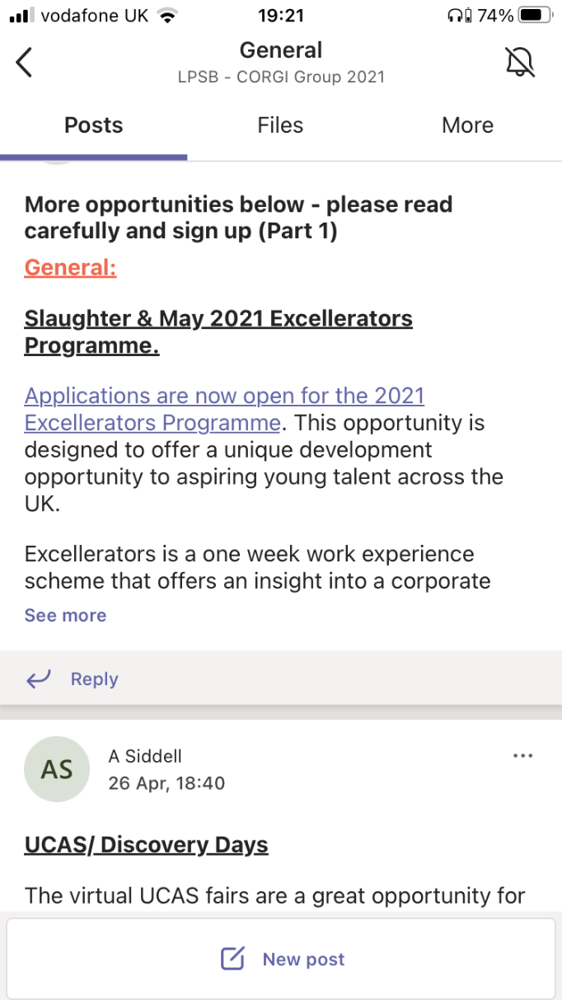 vodafone UK
19:21
74%
General
LPSB - CORGI Group 2021
Posts
Files
More
More opportunities below - please read
carefully and sign up (Part 1)
General:
Slaughter & May 2021 Excellerators
Programme.
Applications are now open for the 2021
Excellerators Programme. This opportunity is
designed to offer a unique development
opportunity to aspiring young talent across the
UK.
Excellerators is a one week work experience
scheme that offers an insight into a corporate
See more
Reply
AS
A Siddell
26 Apr, 18:40
UCAS/ Discovery Days
The virtual UCAS fairs are a great opportunity for
New post